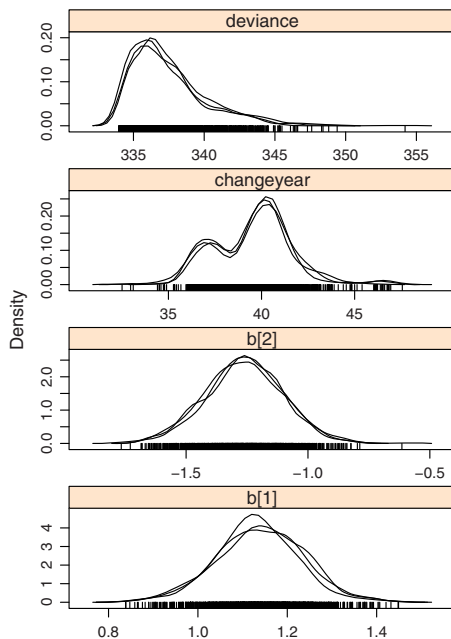 deviance
0.00 0.10 0.20
335 340 345 350 355
changeyear
0.00 0.10 0.20
35 40 45
b[2]
0.0 1.0 2.0
−1.5 −1.0 −0.5
b[1]
0 1 2 3 4
0.8 1.0 1.2 1.4
Density